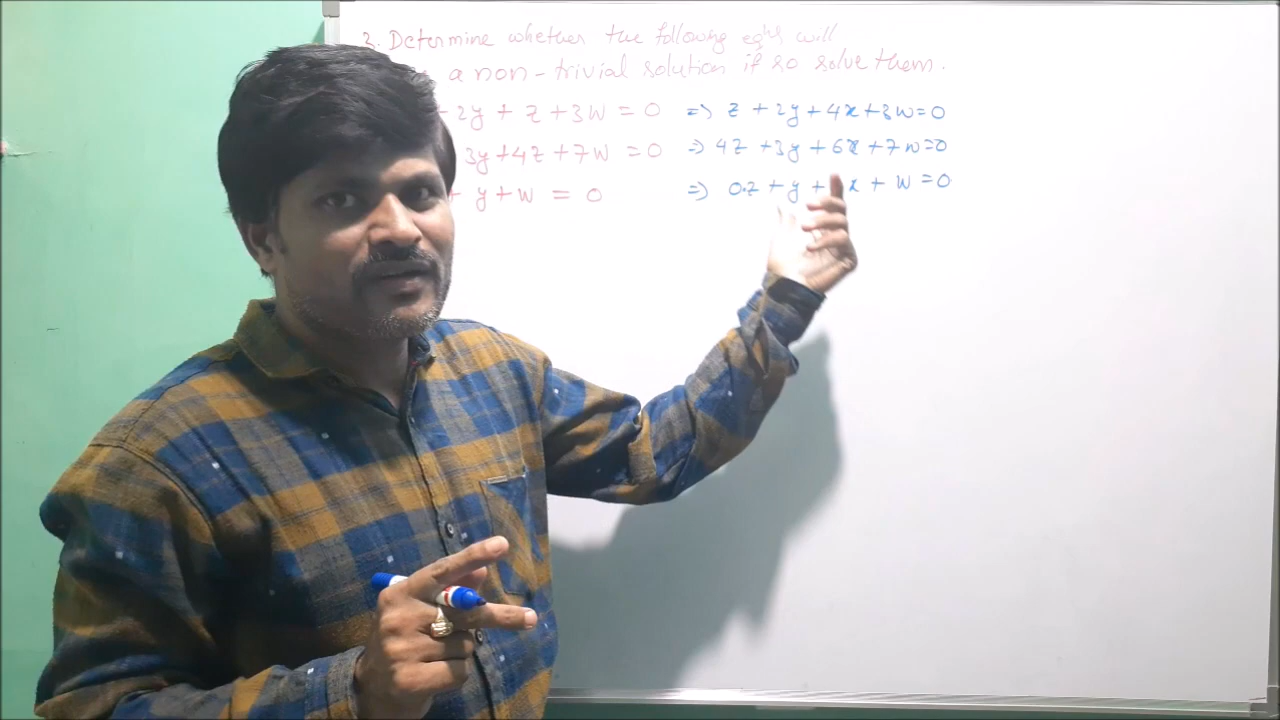 3. Determine whether the following eqns will
a non-trivial solution if so solve them.
2y + z + 3w = 0 => z + 2y + 4x + 3w = 0
3y + 4z + 7w = 0 => 4z + 3y + 6x + 7w = 0
+ y + w = 0 => 0.z + y + x + w = 0